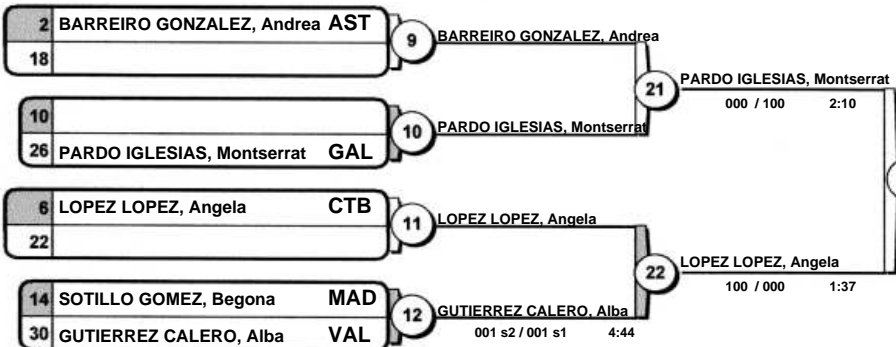 2 BARREIRO GONZALEZ, Andrea AST
18
9
BARREIRO GONZALEZ, Andrea
10
26 PARDO IGLESIAS, Montserrat GAL
10
PARDO IGLESIAS, Montserrat
21
PARDO IGLESIAS, Montserrat
000 / 100 2:10
6 LOPEZ LOPEZ, Angela CTB
22
11
LOPEZ LOPEZ, Angela
14 SOTILLO GOMEZ, Begona MAD
30 GUTIERREZ CALERO, Alba VAL
12
GUTIERREZ CALERO, Alba
001 s2 / 001 s1 4:44
22
LOPEZ LOPEZ, Angela
100 / 000 1:37